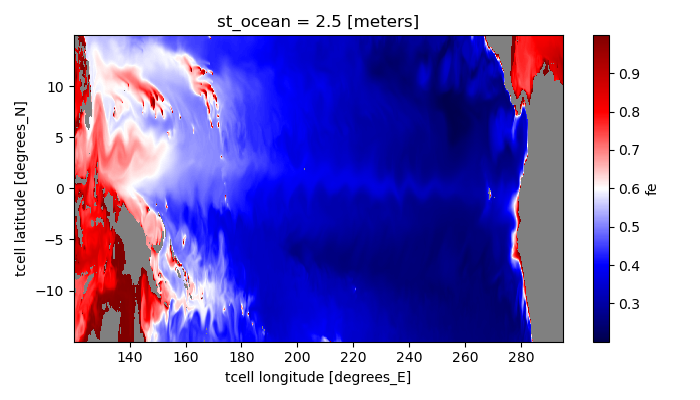 st_ocean = 2.5 [meters]
10
5
0
−5
−10
tcell latitude [degrees_N]
140 160 180 200 220 240 260 280
tcell longitude [degrees_E]
0.9
0.8
0.7
0.6
0.5
0.4
0.3
fe